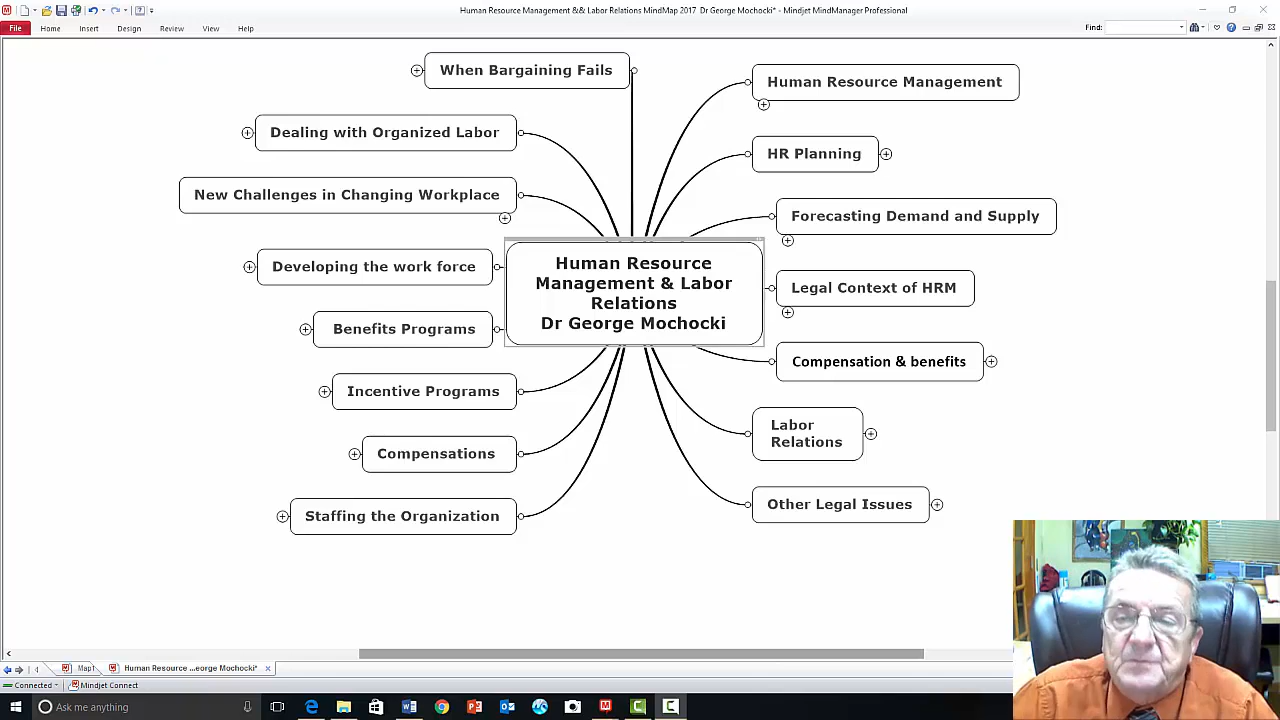 Human Resource Management && Labor Relations MindMap 2017 Dr George Mochocki* - Mindjet MindManager Professional
File Home Insert Design Review View Help
Find:
When Bargaining Fails
Human Resource Management
Dealing with Organized Labor
HR Planning
New Challenges in Changing Workplace
Forecasting Demand and Supply
Human Resource
Management & Labor
Relations
Dr George Mochocki
Developing the work force
Legal Context of HRM
Benefits Programs
Compensation & benefits
Incentive Programs
Labor
Relations
Compensations
Other Legal Issues
Staffing the Organization
Map1 Human Resource ...eorge Mochocki*
Connected Mindjet Connect
Ask me anything